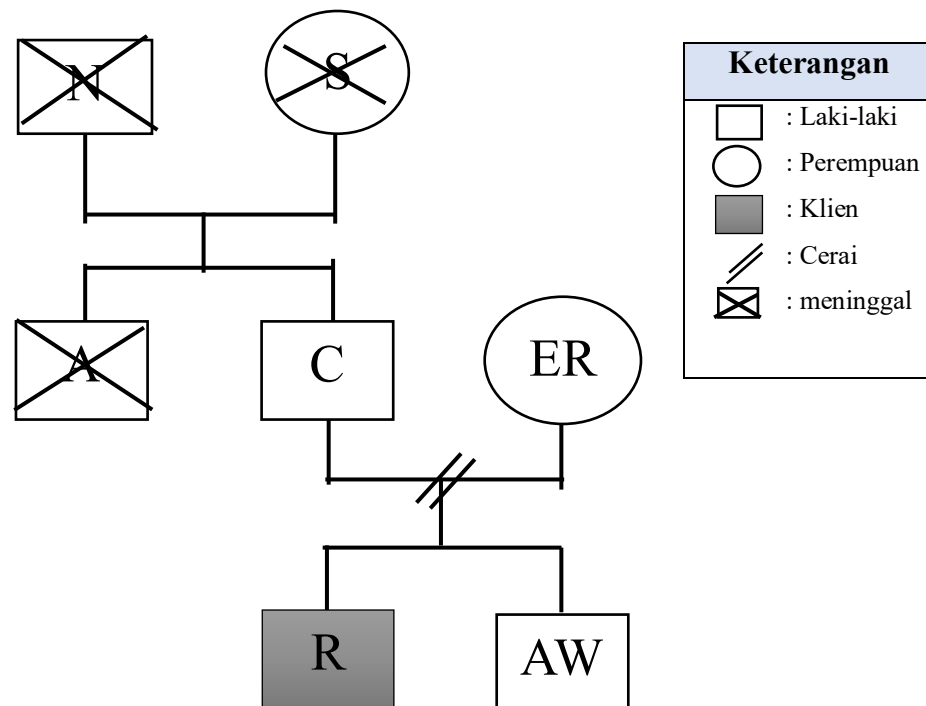 N
S
Keterangan
: Laki-laki
: Perempuan
: Klien
: Cerai
: meninggal
A
C
ER
R
AW